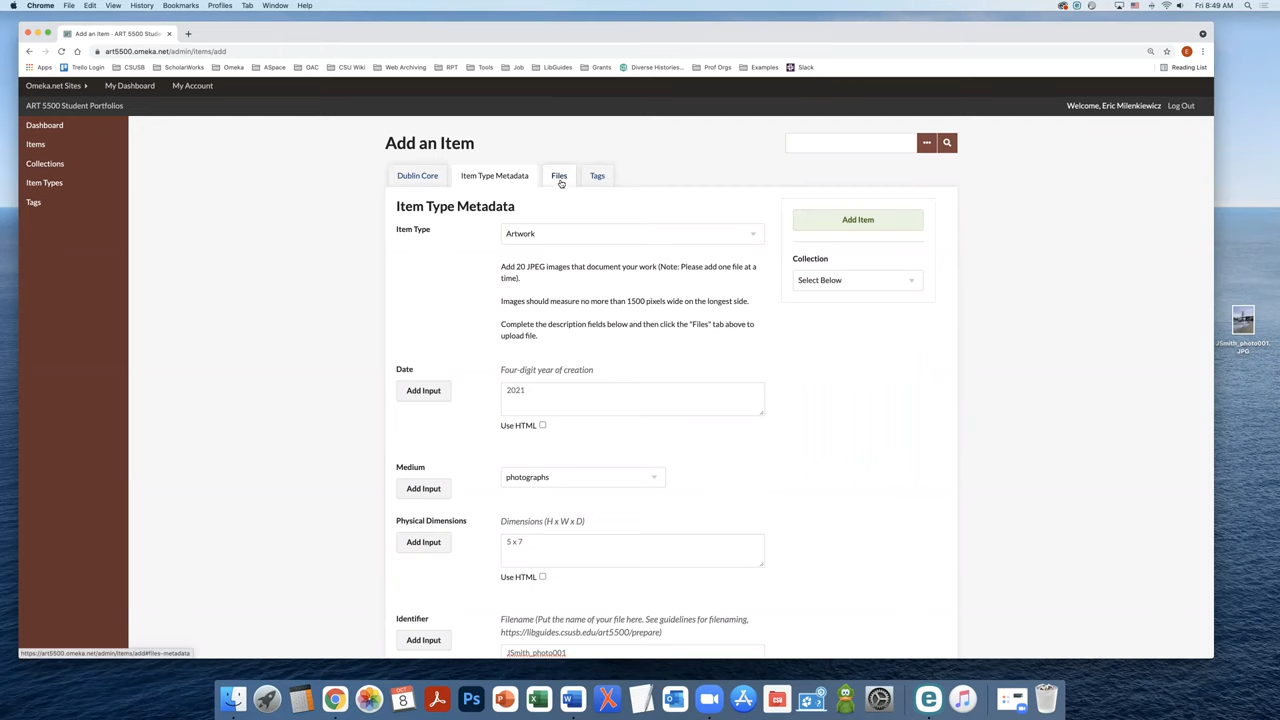 Chrome File Edit View History Bookmarks Profiles Tab Window Help Fri 8:49 AM
Add an Item - ART 5500 Stude
art5500.omeka.net/admin/items/add
Apps Trello Login CSUSB ScholarWorks Omeka ASpace OAC CSU Wiki Web Archiving RPT Tools Job LibGuides Grants Diverse Histories... Prof Orgs Examples Slack Reading List
Omeka.net Sites My Dashboard My Account
ART 5500 Student Portfolios Welcome, Eric Milenkiewicz Log Out
Dashboard
Items
Collections
Item Types
Tags
Add an Item
Dublin Core Item Type Metadata Files Tags
Item Type Metadata
Item Type Artwork
Add 20 JPEG images that document your work (Note: Please add one file at a
time).
Images should measure no more than 1500 pixels wide on the longest side.
Complete the description fields below and then click the "Files" tab above to
upload file.
Add Item
Collection
Select Below
Date Four-digit year of creation
Add Input 2021
Use HTML
Medium
photographs
Add Input
Physical Dimensions Dimensions (H x W x D)
Add Input 5 x 7
Use HTML
Identifier Filename (Put the name of your file here. See guidelines for filenaming,
https://libguides.csusb.edu/art5500/prepare)
Add Input
JSmith_photo001
https://art5500.omeka.net/admin/items/add#files-metadata
JSmith_photo001.
JPG
OCT
8